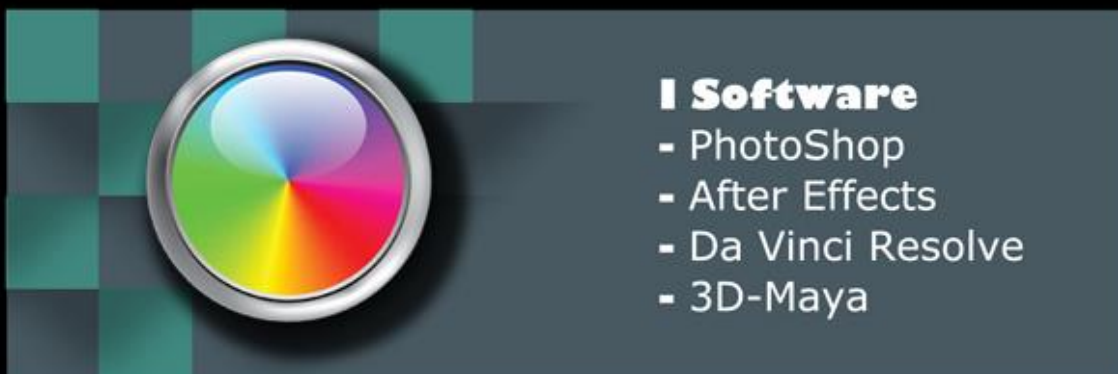 I Software
- PhotoShop
- After Effects
- Da Vinci Resolve
- 3D-Maya